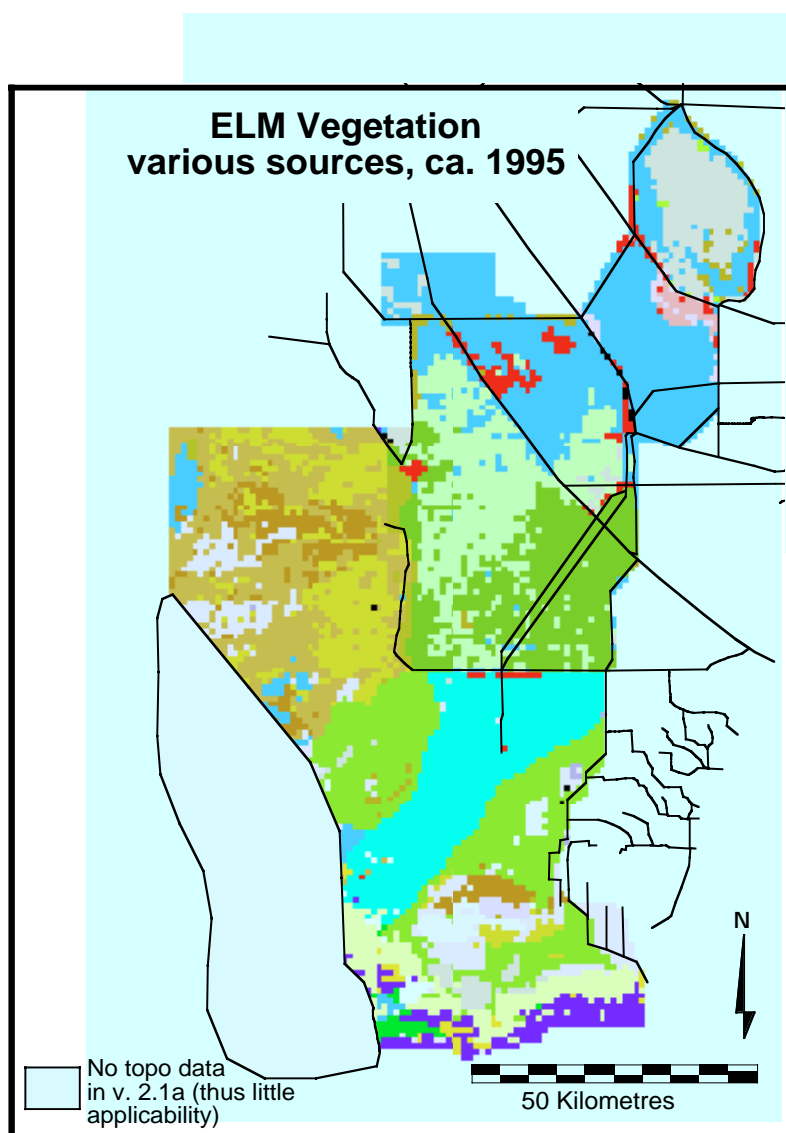 ELM Vegetation
various sources, ca. 1995
N
No topo data
in v. 2.1a (thus little
applicability)
50 Kilometres